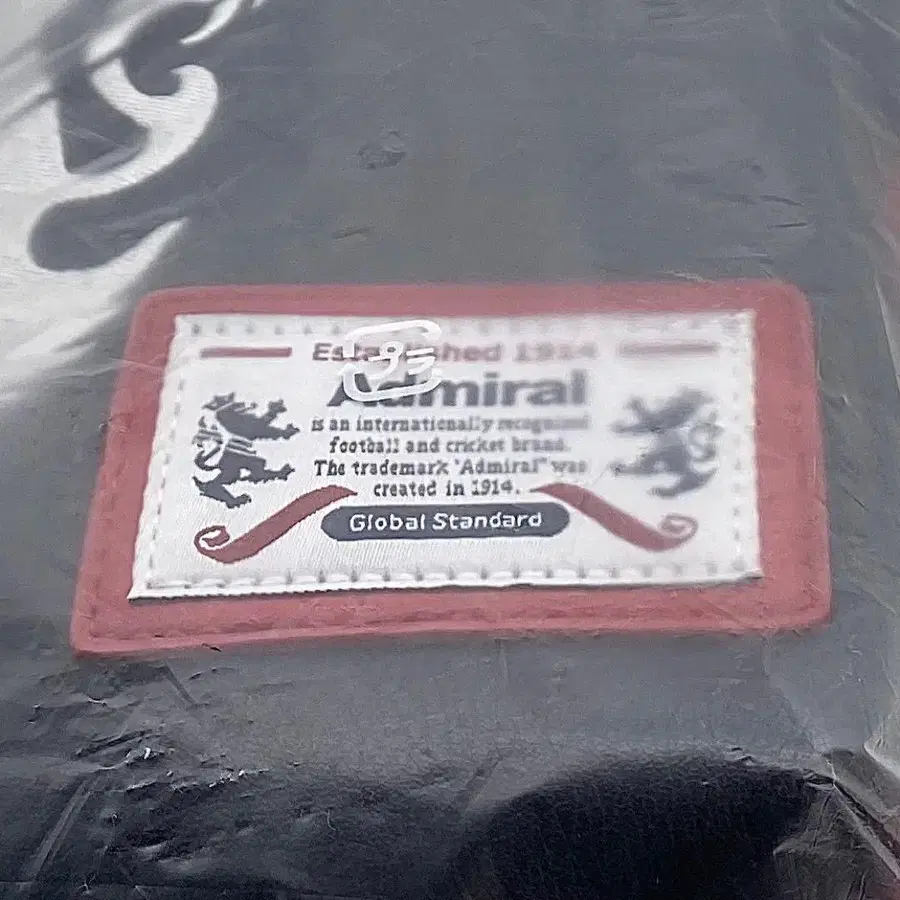 Established 1914
Admiral
is an internationally recognized
football and cricket brand.
The trademark "Admiral" was
created in 1914.
Global Standard